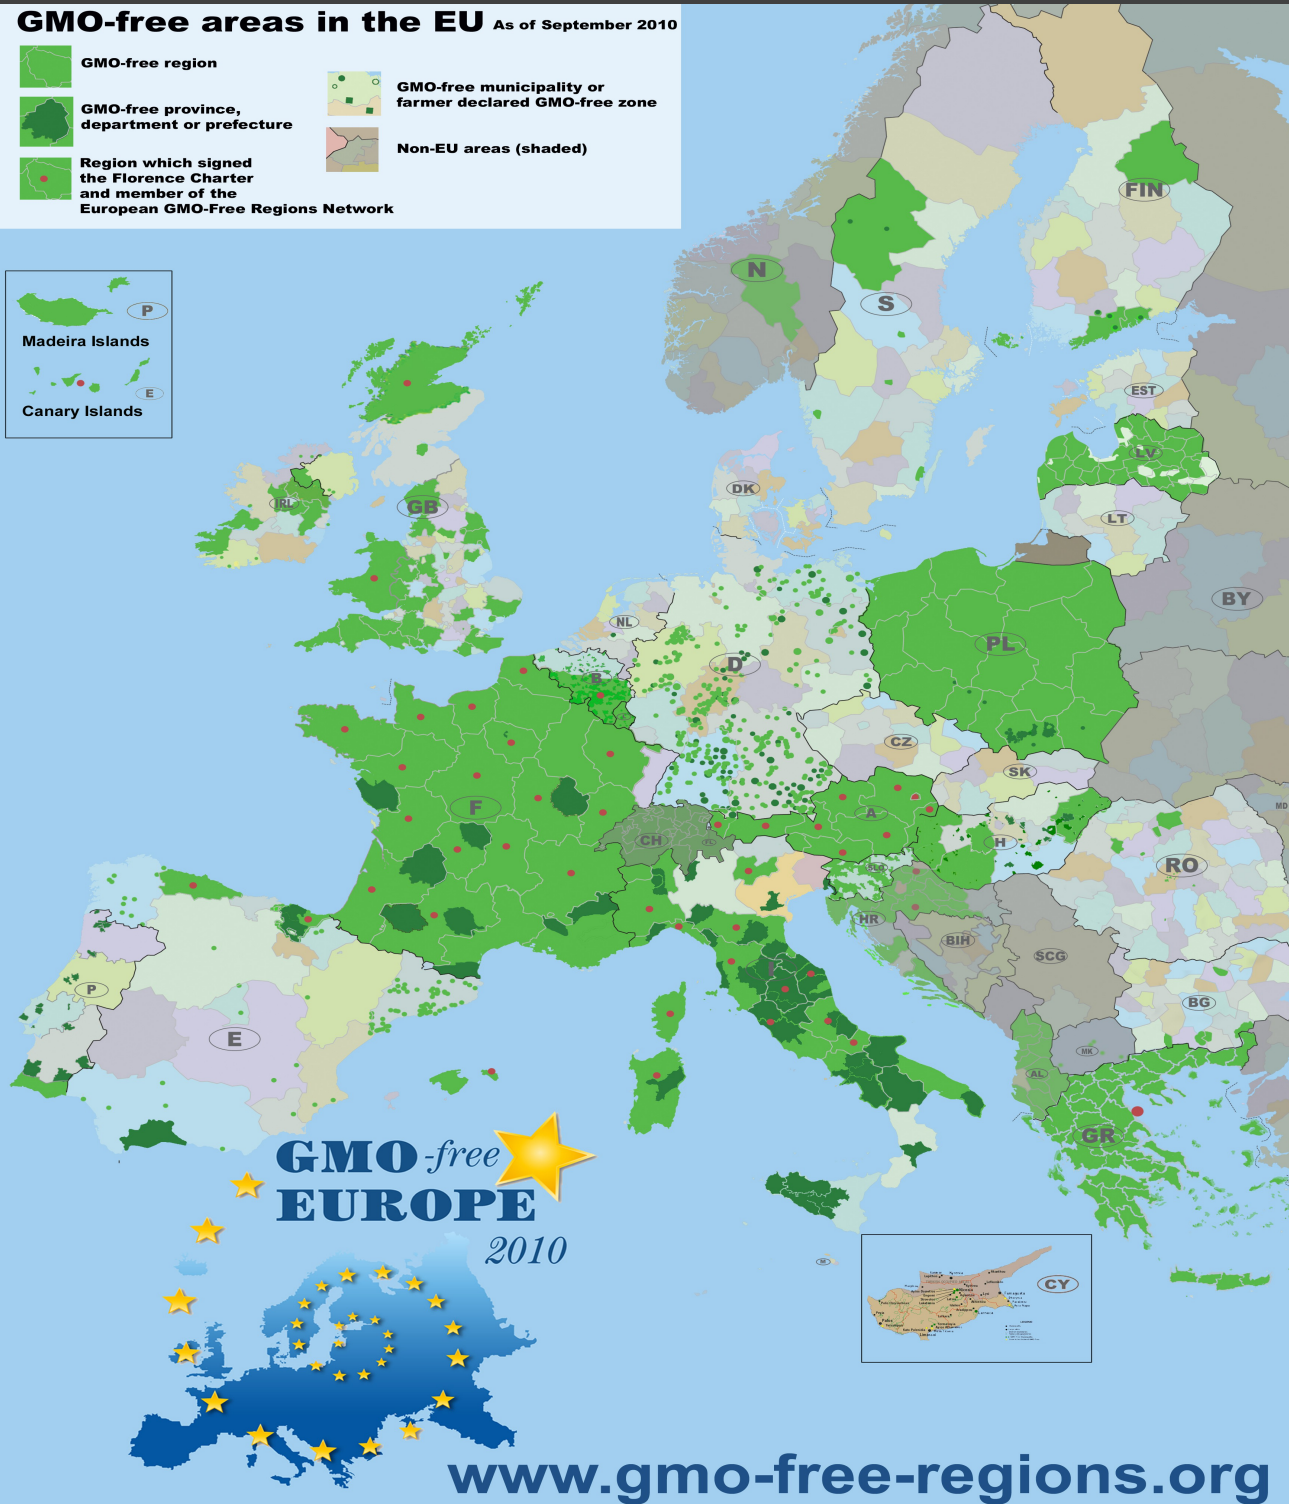 GMO-free areas in the EU As of September 2010
GMO-free region
GMO-free province,
department or prefecture
Region which signed
the Florence Charter
and member of the
European GMO-Free Regions Network
GMO-free municipality or
farmer declared GMO-free zone
Non-EU areas (shaded)
P
Madeira Islands
E
Canary Islands
FIN
N
S
EST
LV
DK
IRL
GB
LT
BY
NL
PL
D
B
CZ
SK
F
A
MD
CH
H
RO
SLO
HR
BIH
SCG
P
BG
E
MK
AL
GR
GMO-free
EUROPE
2010
M
CY
www.gmo-free-regions.org